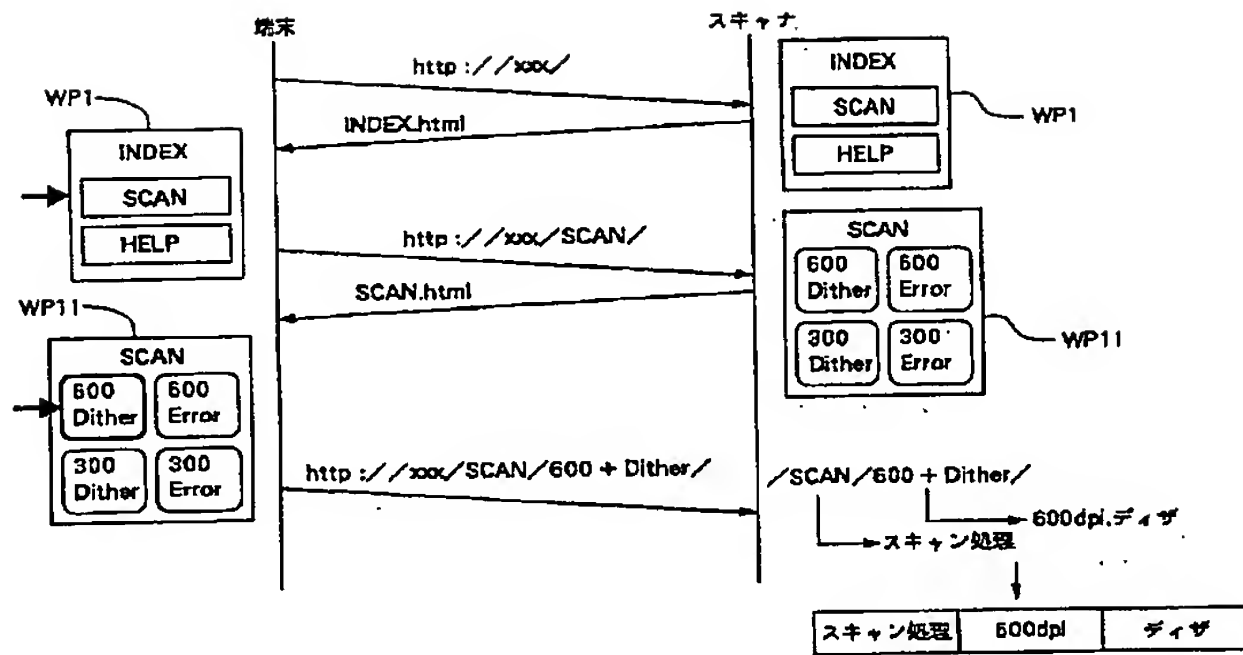 端末
スキャナ
http://xxx/
INDEX
SCAN
HELP
WP1
WP1
INDEX.html
INDEX
SCAN
HELP
http://xxx/SCAN/
SCAN
600 Dither
600 Error
300 Dither
300 Error
WP11
SCAN.html
WP11
SCAN
600 Dither
600 Error
300 Dither
300 Error
http://xxx/SCAN/600 + Dither/
/SCAN/600 + Dither/
600dpi.ディザ
スキャン処理
スキャン処理 600dpi ディザ